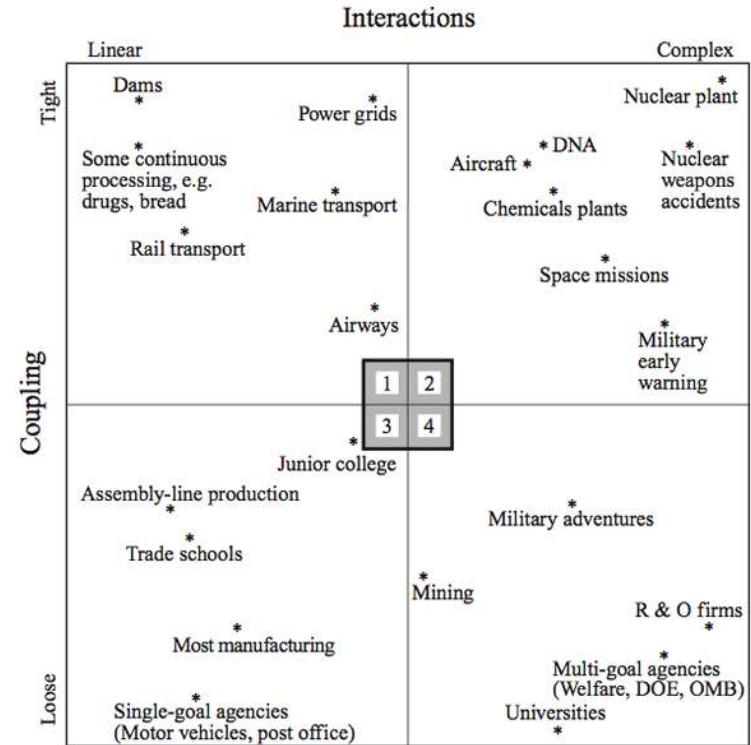 Interactions
Linear
Complex
Tight
Coupling
Loose
Dams
*
Power grids
*
Some continuous
processing, e.g.
drugs, bread
*
Marine transport
*
Rail transport
*
Airways
*
Nuclear plant
*
* DNA
Aircraft *
Nuclear
weapons
accidents
*
Chemicals plants
*
Space missions
*
Military
early
warning
*
1
2
3
4
Junior college
*
Assembly-line production
*
Trade schools
*
Most manufacturing
*
Single-goal agencies
(Motor vehicles, post office)
*
Military adventures
*
Mining
*
R & O firms
*
Multi-goal agencies
(Welfare, DOE, OMB)
*
Universities
*